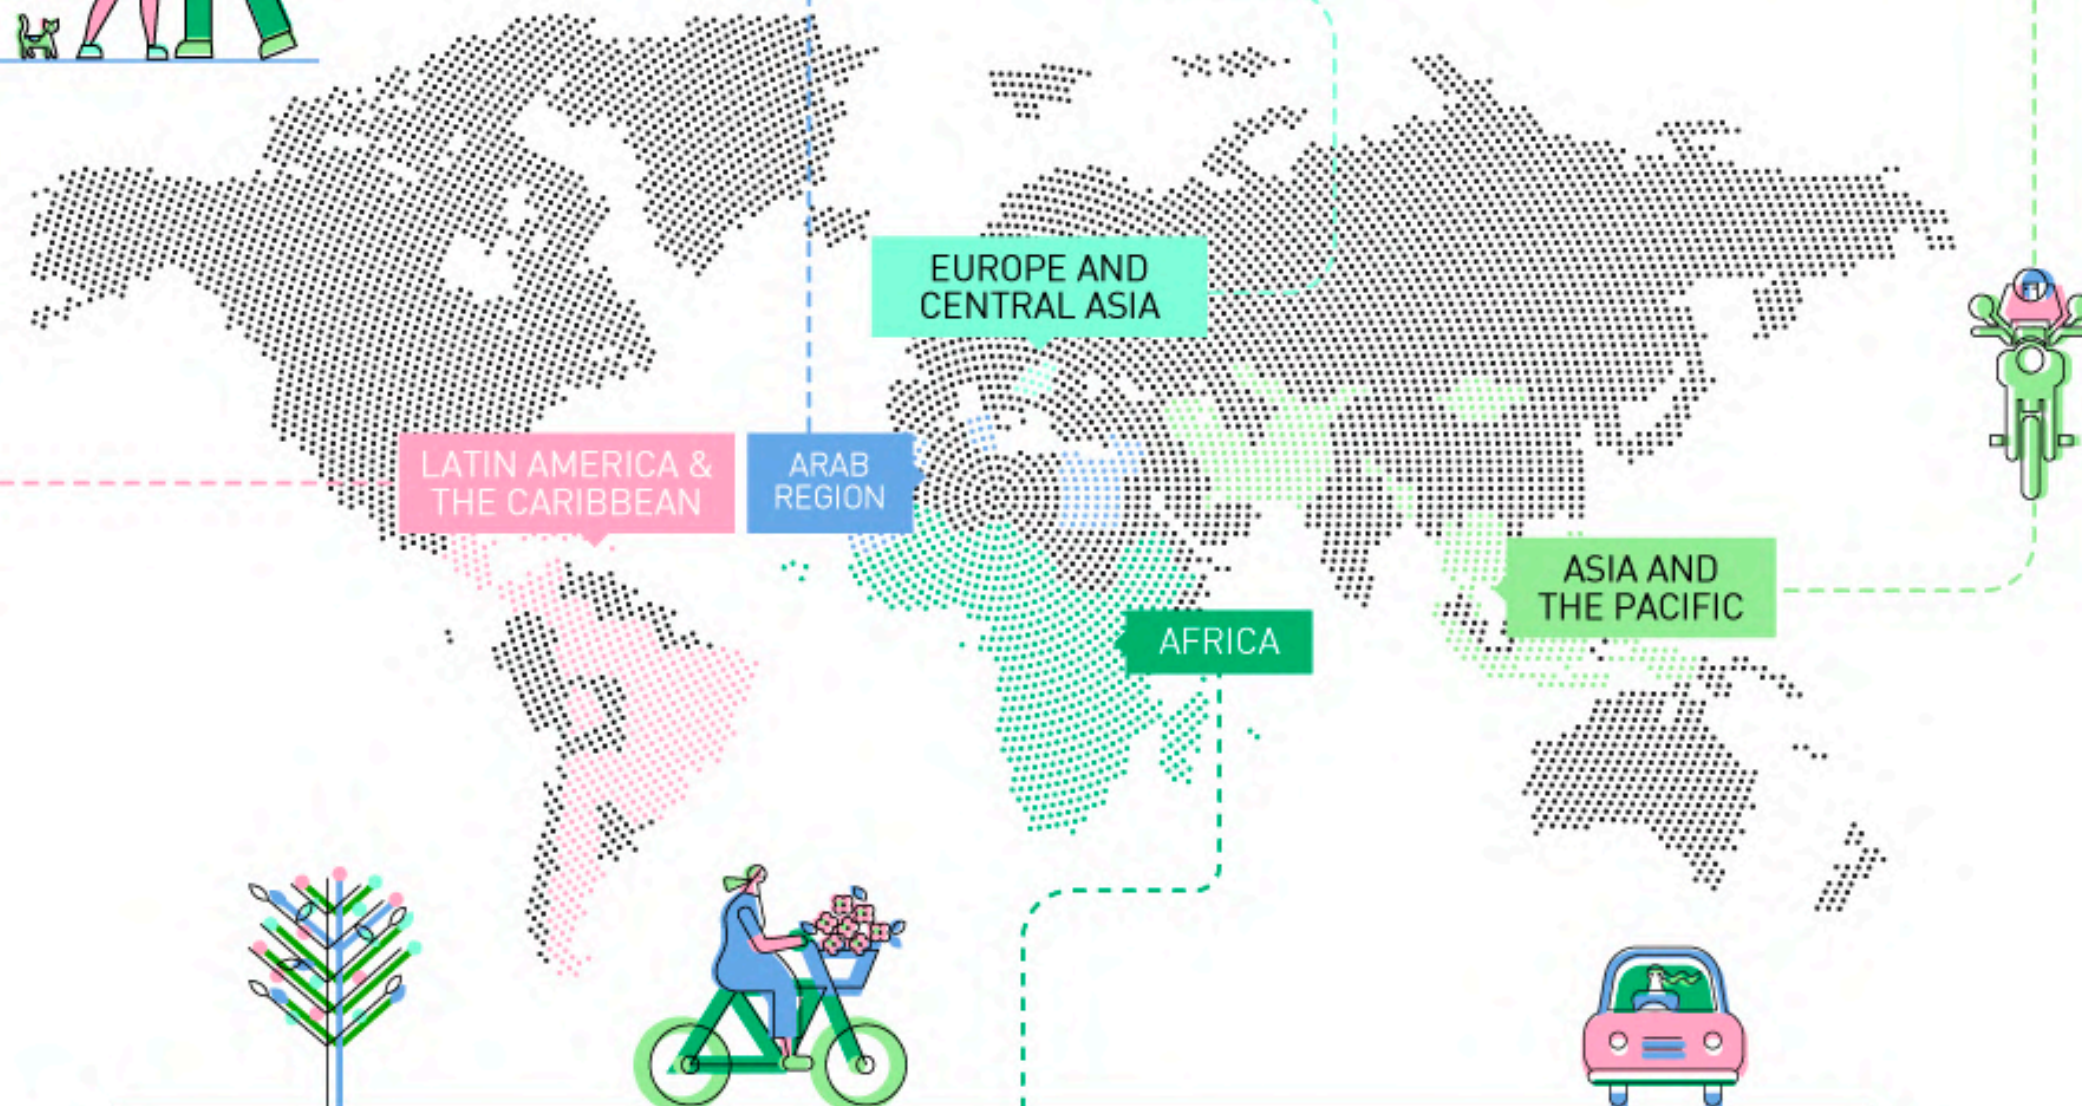 EUROPE AND
CENTRAL ASIA
LATIN AMERICA &
THE CARIBBEAN
ARAB
REGION
ASIA AND
THE PACIFIC
AFRICA